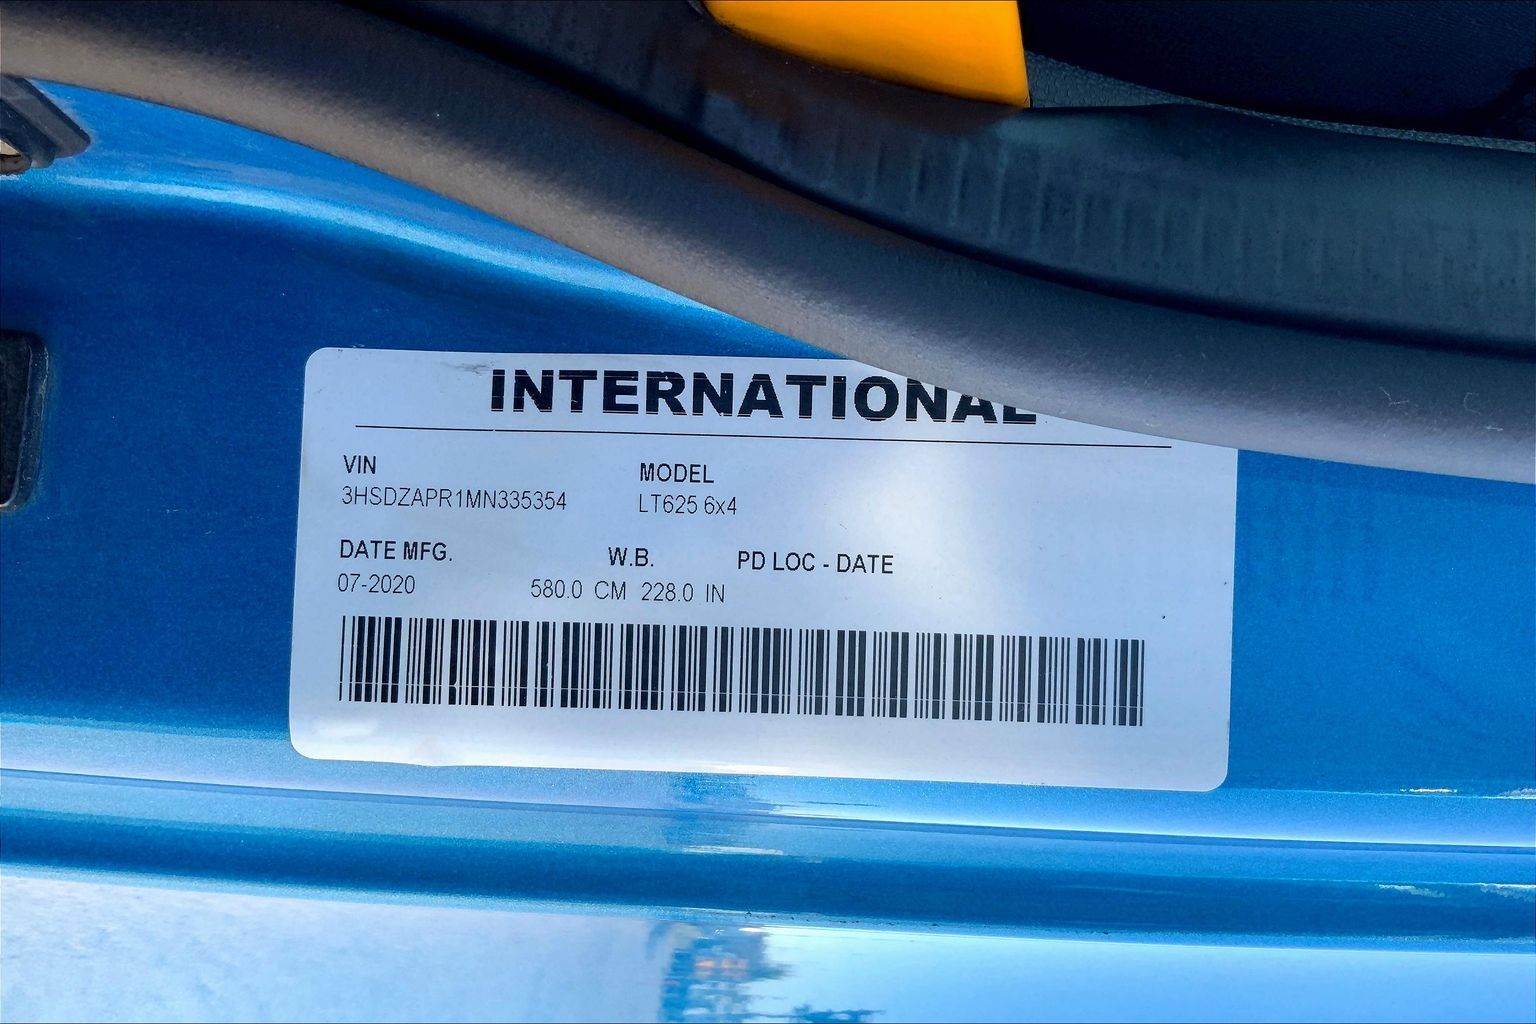 INTERNATIONAL
VIN MODEL
3HSDZAPR1MN335354 LT625 6x4
DATE MFG. W.B. PD LOC - DATE
07-2020 580.0 CM 228.0 IN